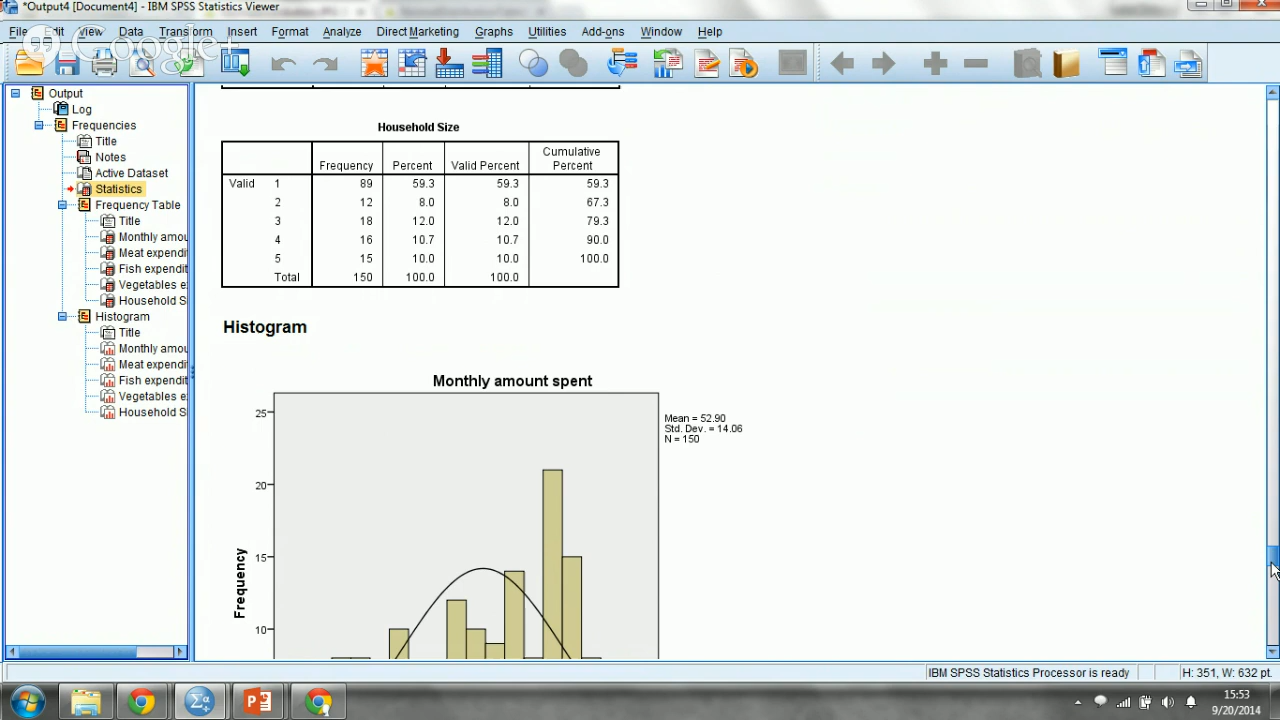 *Output4 [Document4] - IBM SPSS Statistics Viewer
File Edit View Data Transform Insert Format Analyze Direct Marketing Graphs Utilities Add-ons Window Help
Google+
Output
Log
Frequencies
Title
Notes
Active Dataset
Statistics
Frequency Table
Title
Monthly amou
Meat expendit
Fish expendit
Vegetables e
Household S
Histogram
Title
Monthly amou
Meat expendit
Fish expendit
Vegetables e
Household S
Household Size
Frequency Percent Valid Percent Cumulative Percent
Valid 1 89 59.3 59.3 59.3
2 12 8.0 8.0 67.3
3 18 12.0 12.0 79.3
4 16 10.7 10.7 90.0
5 15 10.0 10.0 100.0
Total 150 100.0 100.0
Histogram
Monthly amount spent
Mean = 52.90
Std. Dev. = 14.06
N = 150
25
20
15
10
Frequency
IBM SPSS Statistics Processor is ready H: 351, W: 632 pt.
15:53
9/20/2014